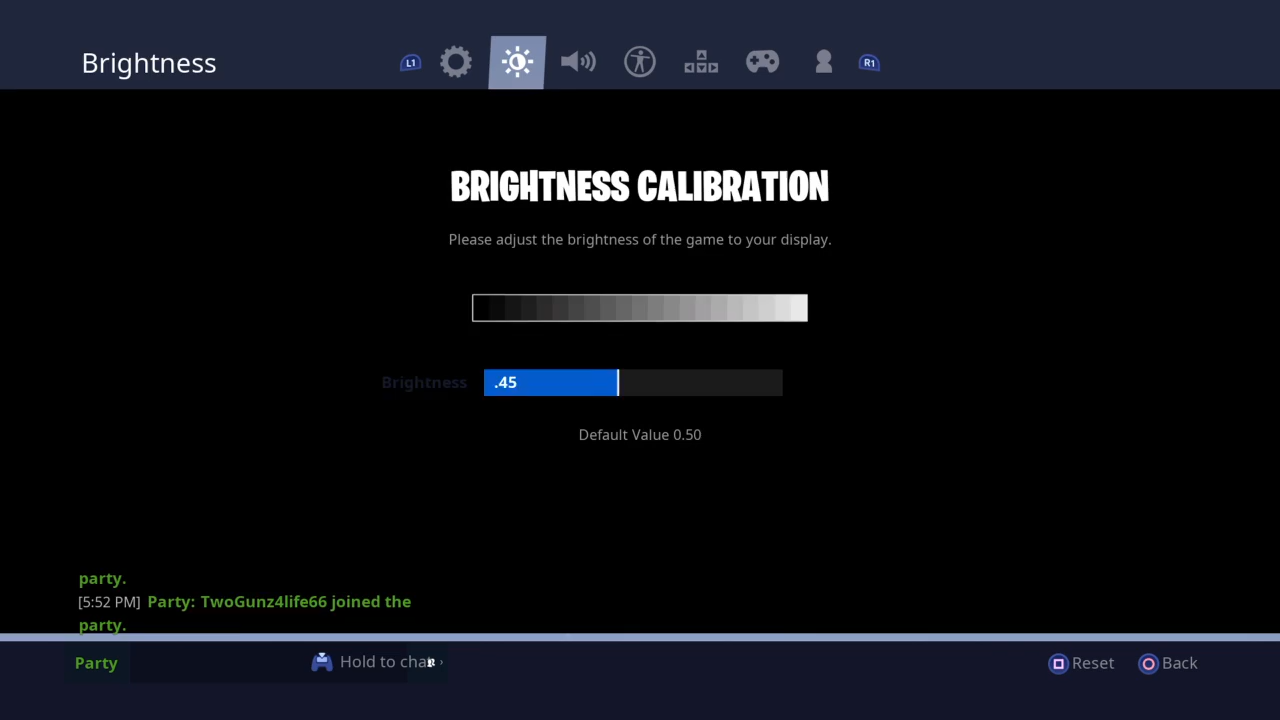 Brightness
L1
R1
BRIGHTNESS CALIBRATION
Please adjust the brightness of the game to your display.
Brightness
.45
Default Value 0.50
party.
[5:52 PM] Party: TwoGunz4life66 joined the
party.
Party
Hold to chat
Reset
Back